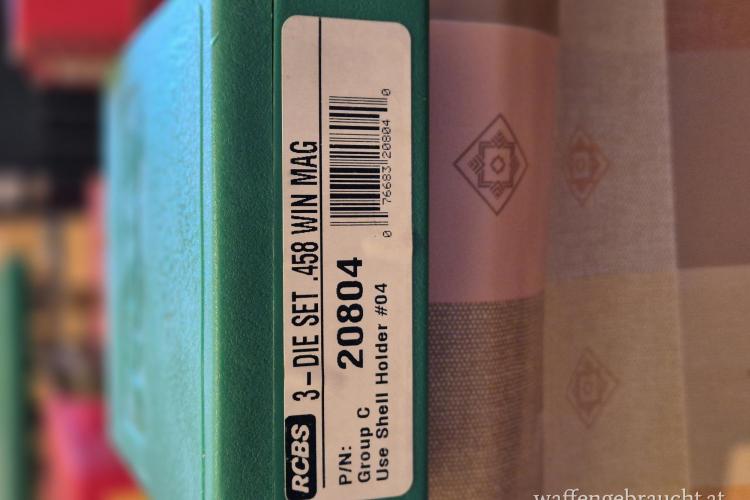 RCBS 3-DIE SET .458 WIN MAG
P/N: 20804
Group C
Use Shell Holder #04
0 76683 20804 0
waffengebraucht.at